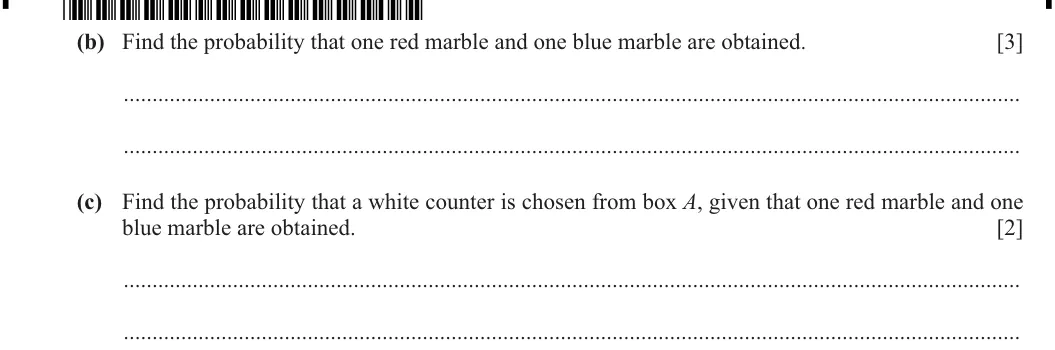 (b) Find the probability that one red marble and one blue marble are obtained. [3]
....................................................................................................................................................
....................................................................................................................................................
(c) Find the probability that a white counter is chosen from box A, given that one red marble and one
blue marble are obtained. [2]
....................................................................................................................................................
....................................................................................................................................................